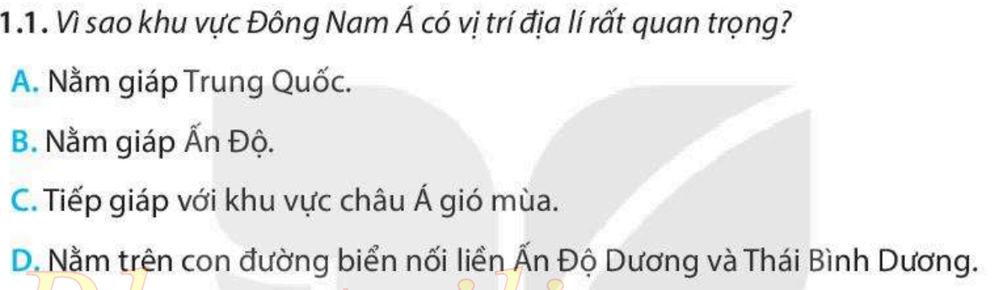 1.1. Vì sao khu vực Đông Nam Á có vị trí địa lí rất quan trọng?
A. Nằm giáp Trung Quốc.
B. Nằm giáp Ấn Độ.
C. Tiếp giáp với khu vực châu Á gió mùa.
D. Nằm trên con đường biển nối liền Ấn Độ Dương và Thái Bình Dương.